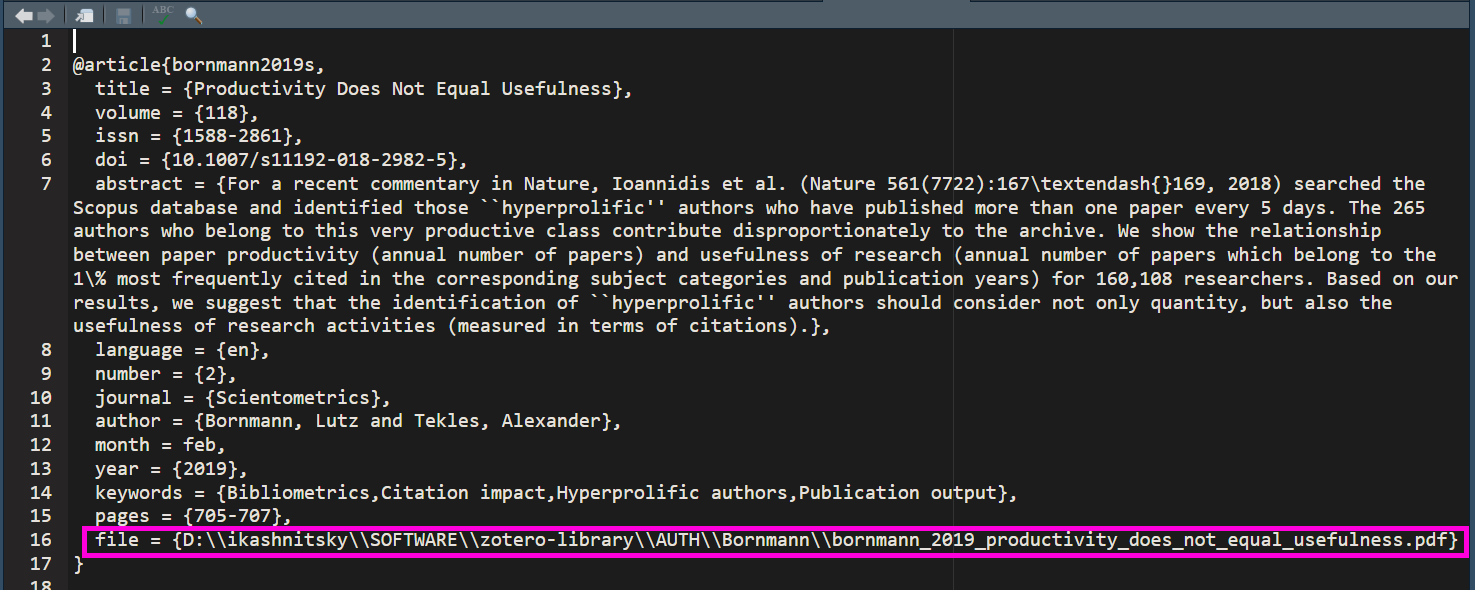 ABC
1
2 @article{bornmann2019s,
3 title = {Productivity Does Not Equal Usefulness},
4 volume = {118},
5 issn = {1588-2861},
6 doi = {10.1007/s11192-018-2982-5},
7 abstract = {For a recent commentary in Nature, Ioannidis et al. (Nature 561(7722):167\textendash{}169, 2018) searched the
Scopus database and identified those ``hyperprolific'' authors who have published more than one paper every 5 days. The 265
authors who belong to this very productive class contribute disproportionately to the archive. We show the relationship
between paper productivity (annual number of papers) and usefulness of research (annual number of papers which belong to the
1\% most frequently cited in the corresponding subject categories and publication years) for 160,108 researchers. Based on our
results, we suggest that the identification of ``hyperprolific'' authors should consider not only quantity, but also the
usefulness of research activities (measured in terms of citations).},
8 language = {en},
9 number = {2},
10 journal = {Scientometrics},
11 author = {Bornmann, Lutz and Tekles, Alexander},
12 month = feb,
13 year = {2019},
14 keywords = {Bibliometrics,Citation impact,Hyperprolific authors,Publication output},
15 pages = {705-707},
16 file = {D:\\ikashnitsky\\SOFTWARE\\zotero-library\\AUTH\\Bornmann\\bornmann_2019_productivity_does_not_equal_usefulness.pdf}
17 }
18